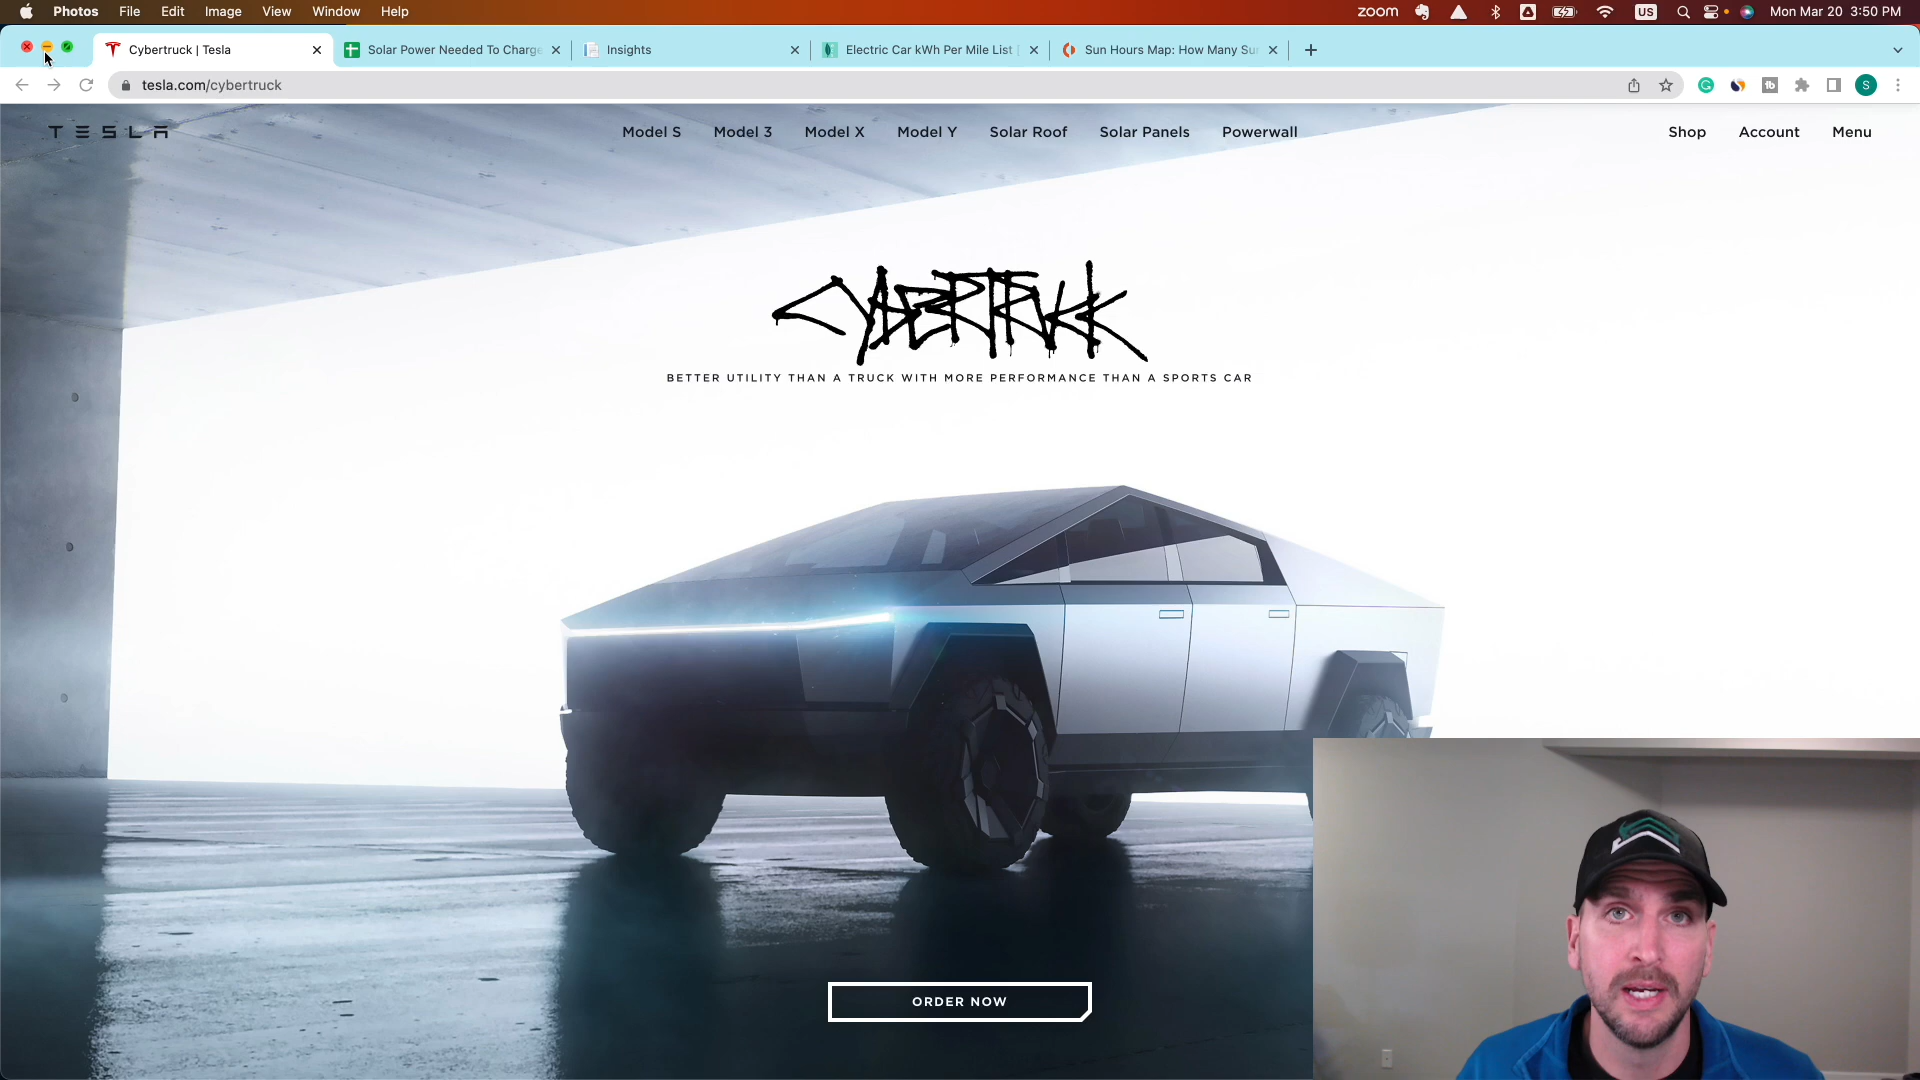 Photos File Edit Image View Window Help
zoom US Mon Mar 20 3:50 PM
Cybertruck | Tesla
Solar Power Needed To Charge
Insights
Electric Car kWh Per Mile List
Sun Hours Map: How Many Su
tesla.com/cybertruck
S
TESLA
Model S Model 3 Model X Model Y Solar Roof Solar Panels Powerwall
Shop Account Menu
CYBERTRUCK
BETTER UTILITY THAN A TRUCK WITH MORE PERFORMANCE THAN A SPORTS CAR
ORDER NOW